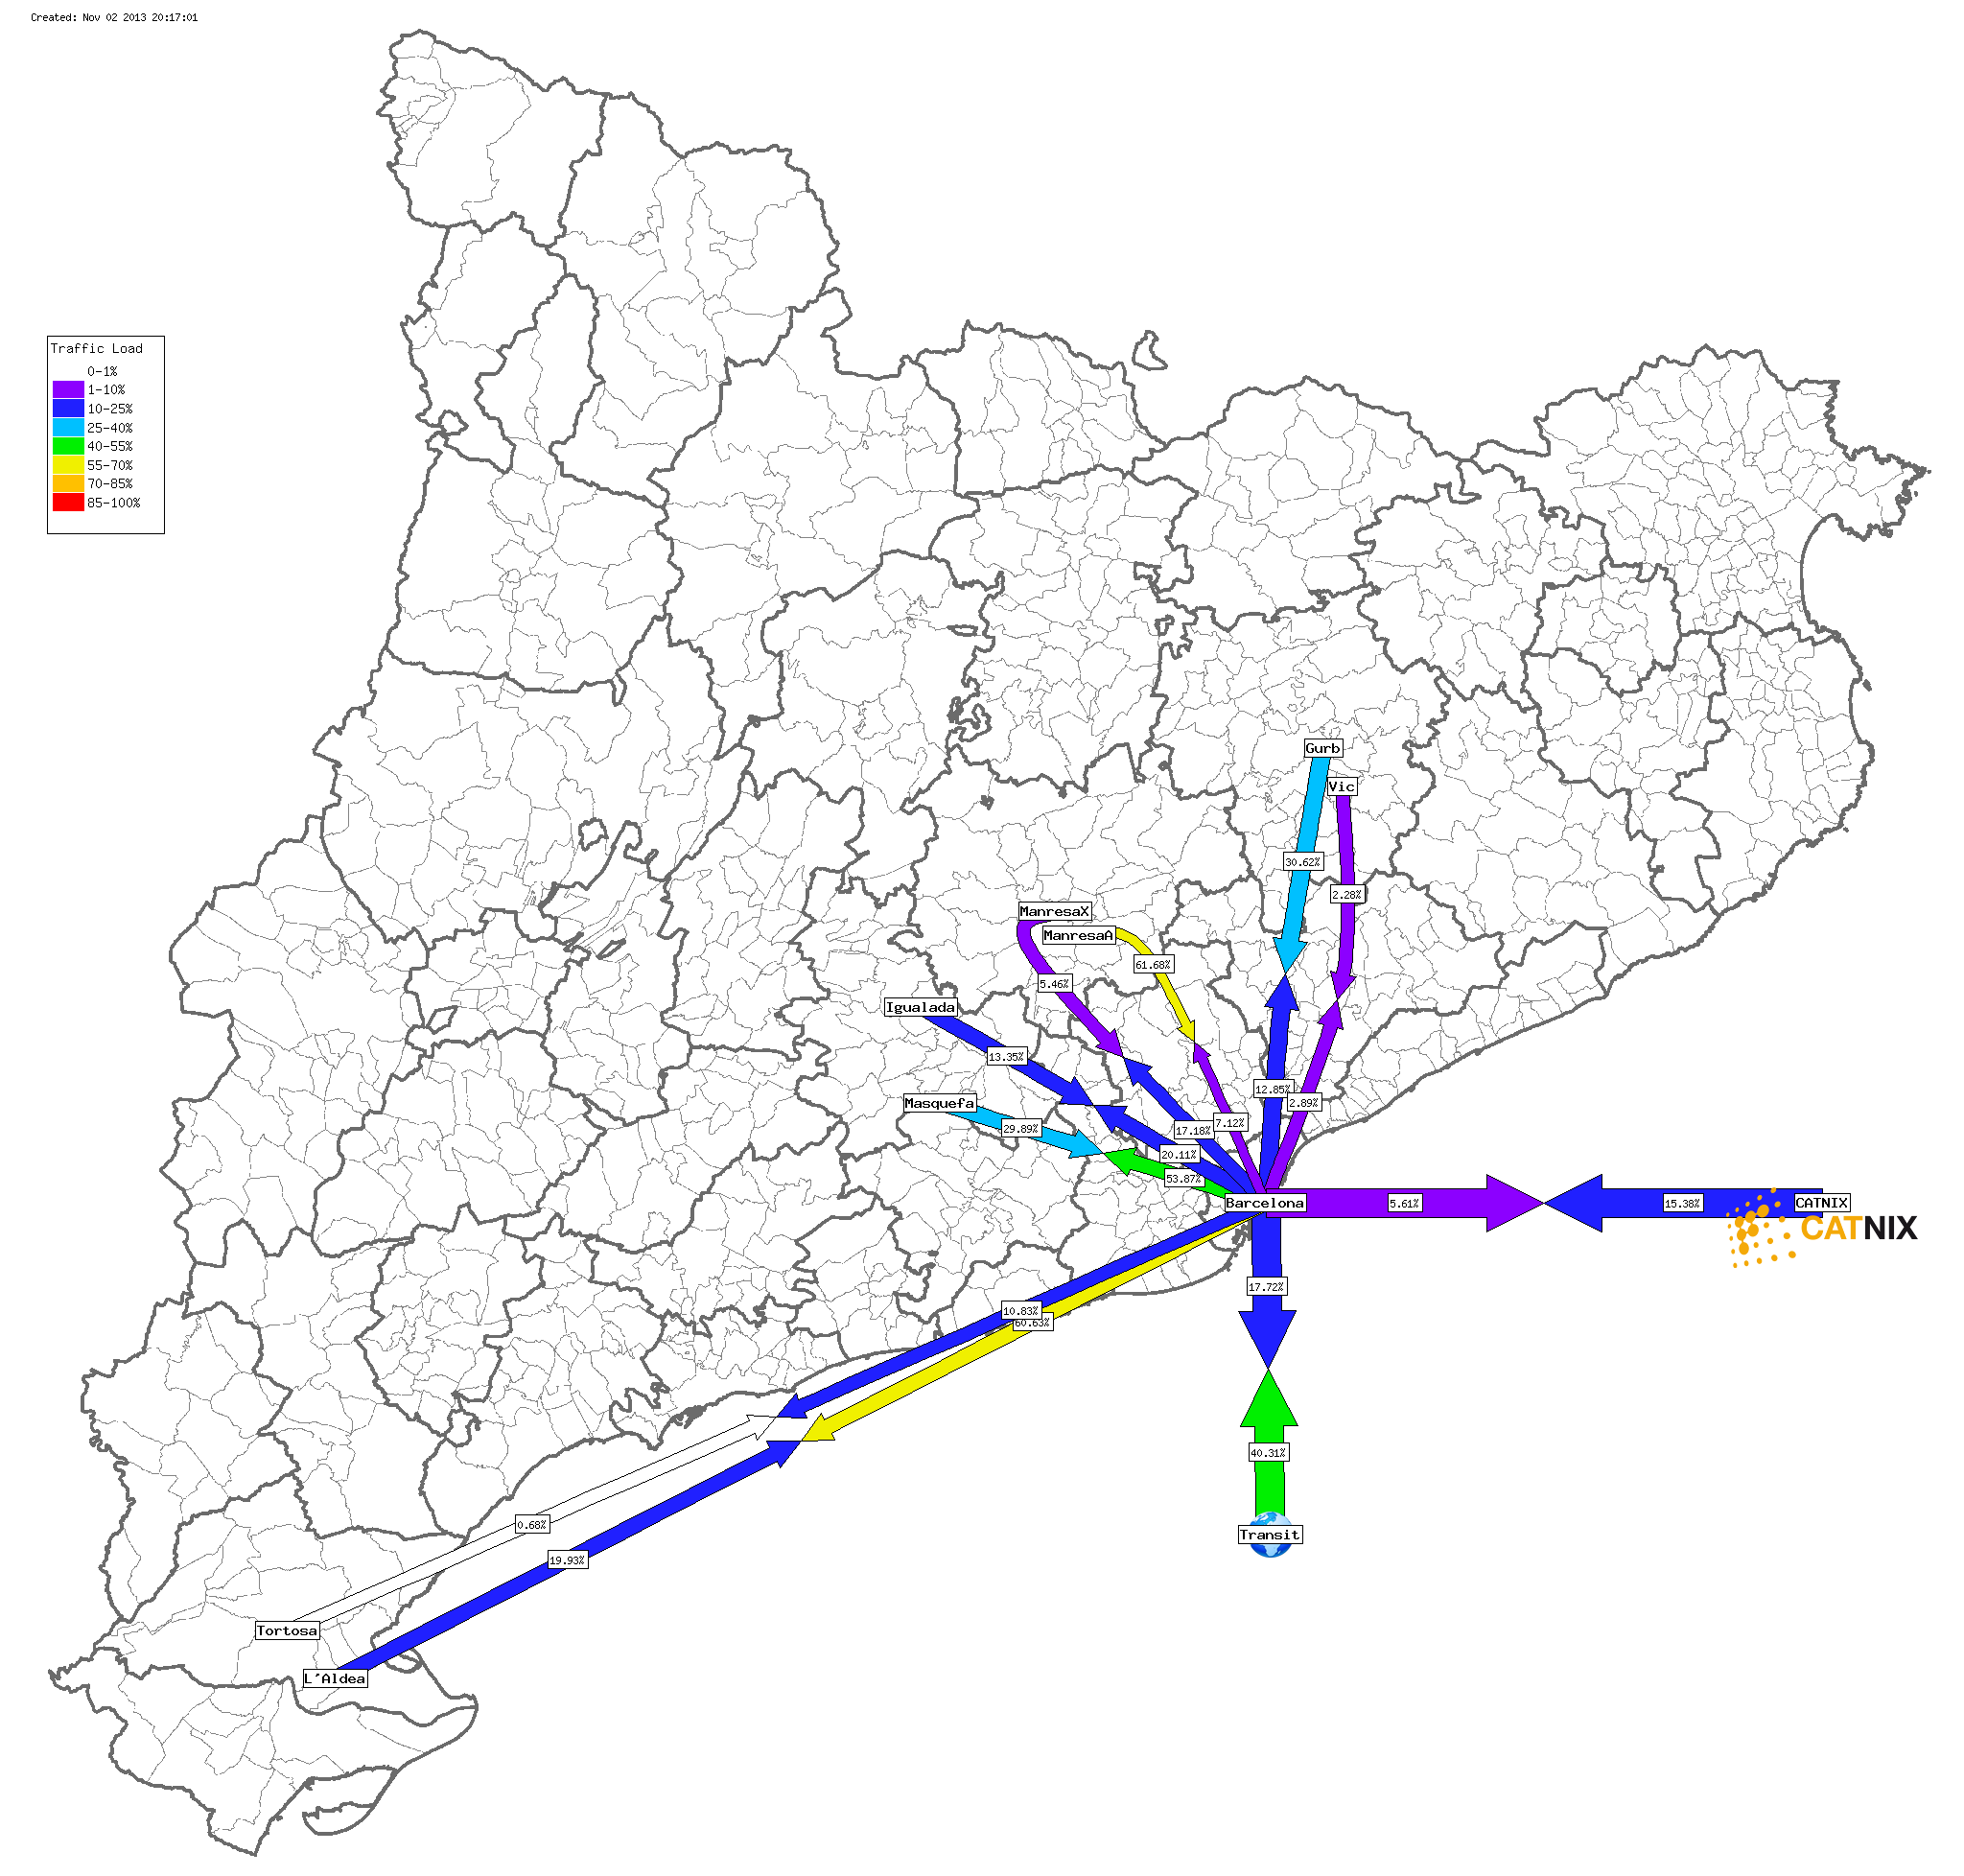 Created: Nov 02 2013 20:17:01
Traffic Load
0-1%
1-10%
10-25%
25-40%
40-55%
55-70%
70-85%
85-100%
Gurb
Vic
30.62%
2.28%
ManresaX
ManresaA
61.68%
5.46%
Igualada
13.35%
12.85%
Masquefa
2.89%
29.89%
7.12%
17.18%
20.11%
53.87%
Barcelona
5.61%
15.38%
CATNIX
CATNIX
17.72%
10.83%
60.63%
40.31%
0.68%
Transit
19.93%
Tortosa
L'Aldea